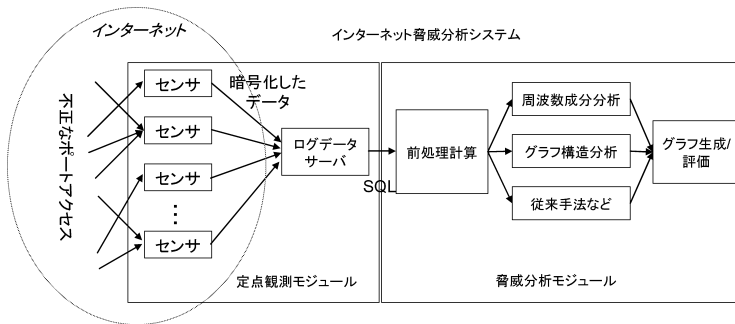 インターネット
インターネット脅威分析システム
不正なポートアクセス
センサ
センサ
センサ
⋮
センサ
暗号化した
データ
ログデータ
サーバ
SQL
前処理計算
周波数成分分析
グラフ構造分析
従来手法など
グラフ生成/
評価
定点観測モジュール
脅威分析モジュール